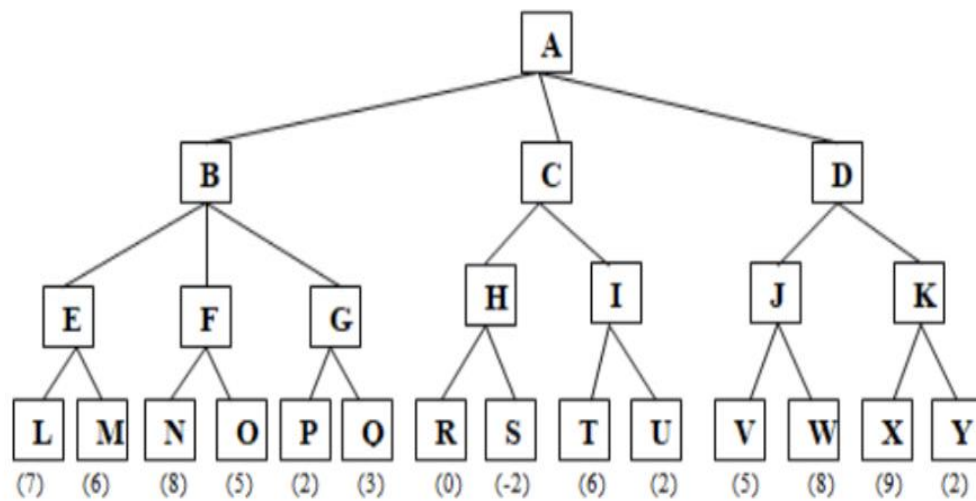 A
B C D
E F G H I J K
L M N O P Q R S T U V W X Y
(7) (6) (8) (5) (2) (3) (0) (-2) (6) (2) (5) (8) (9) (2)